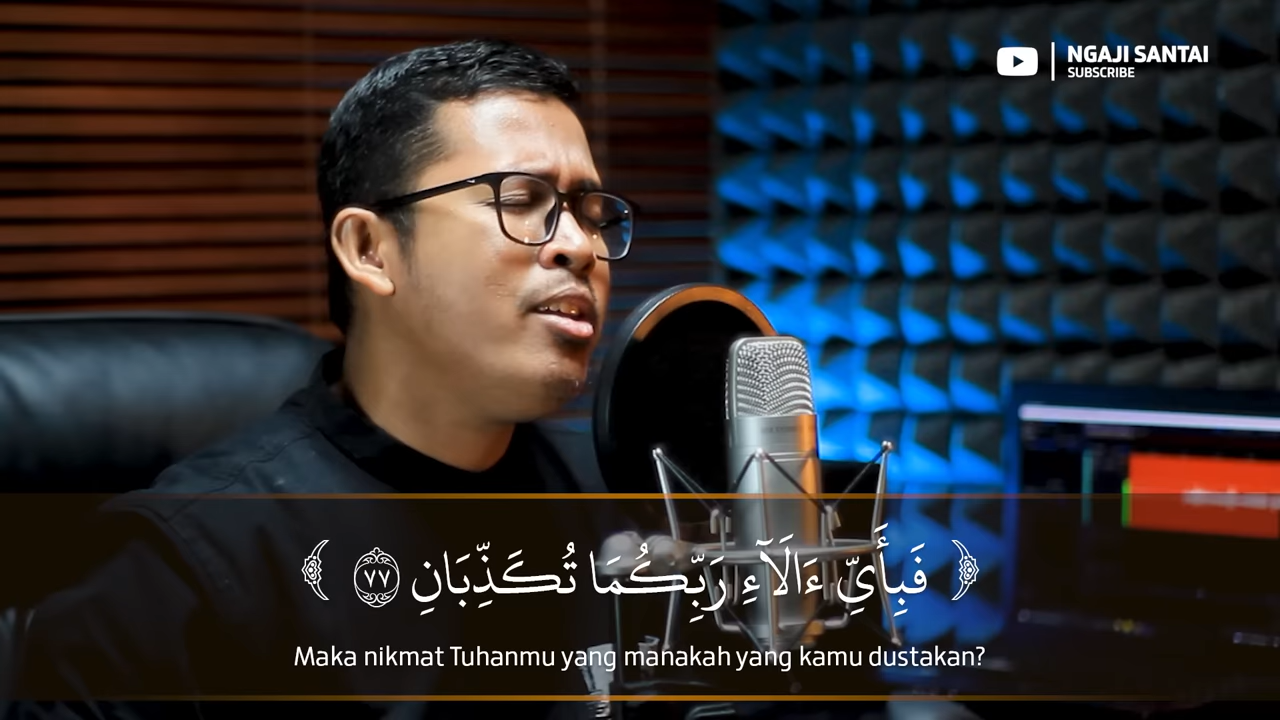 NGAJI SANTAI
SUBSCRIBE
﴿ فَبِأَيِّ ءَالَآءِ رَبِّكُمَا تُكَذِّبَانِ ٧٧ ﴾
Maka nikmat Tuhanmu yang manakah yang kamu dustakan?